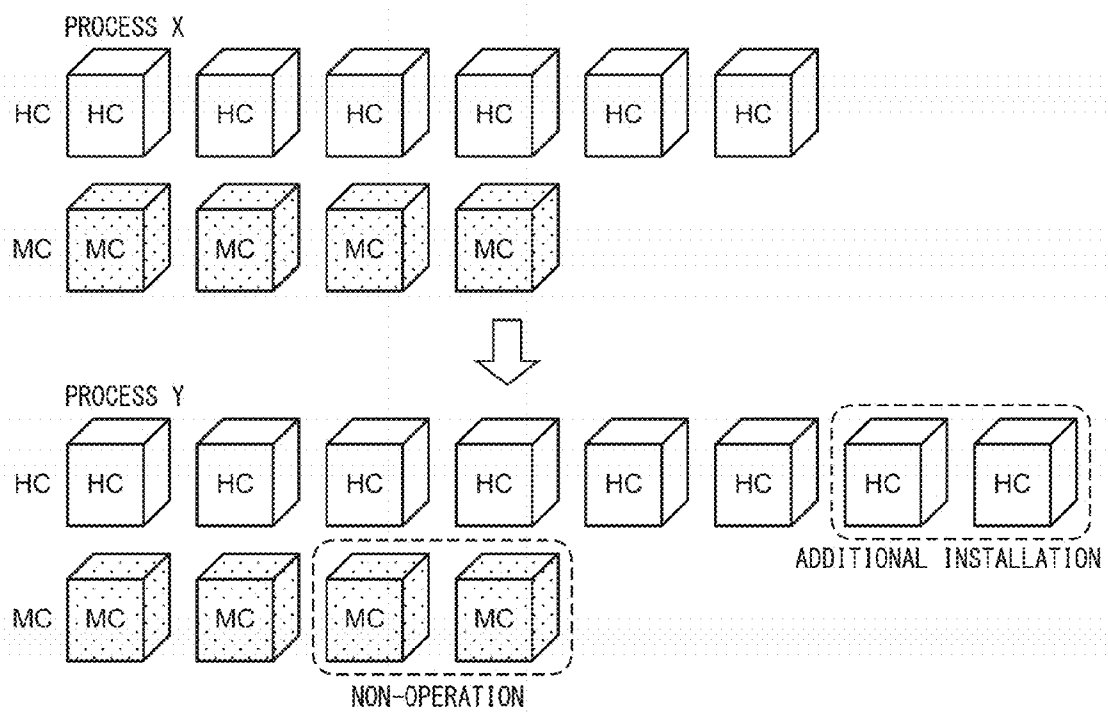 PROCESS X
HC HC HC HC HC HC HC
MC MC MC MC MC
PROCESS Y
HC HC HC HC HC HC HC HC HC
ADDITIONAL INSTALLATION
MC MC MC MC MC
NON-OPERATION